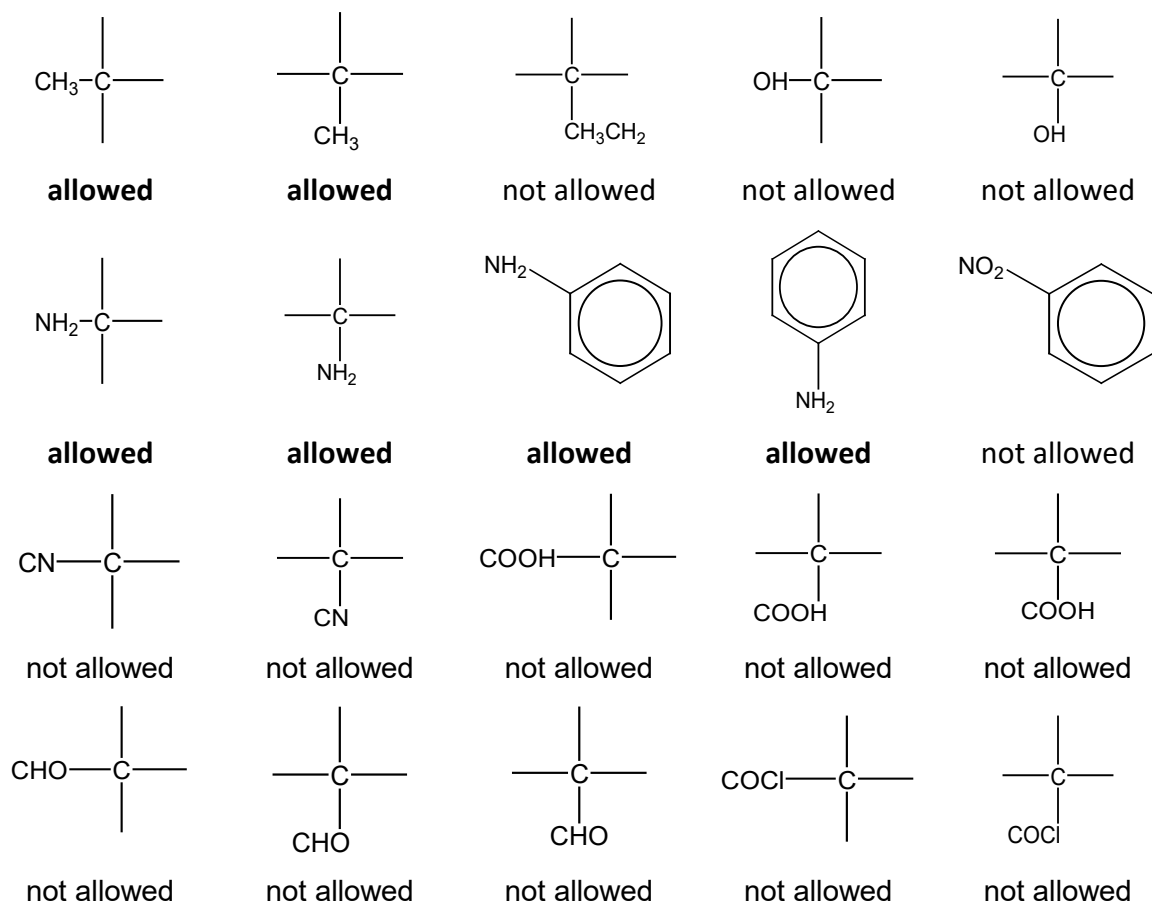 CH₃ C C C OH C C
CH₃ CH₃CH₂ OH
allowed allowed not allowed not allowed not allowed
NH₂ C C NH₂ NO₂
NH₂ NH₂
allowed allowed allowed allowed not allowed
CN C C COOH C C C
CN COOH COOH
not allowed not allowed not allowed not allowed not allowed
CHO C C C COCl C C
CHO CHO COCl
not allowed not allowed not allowed not allowed not allowed